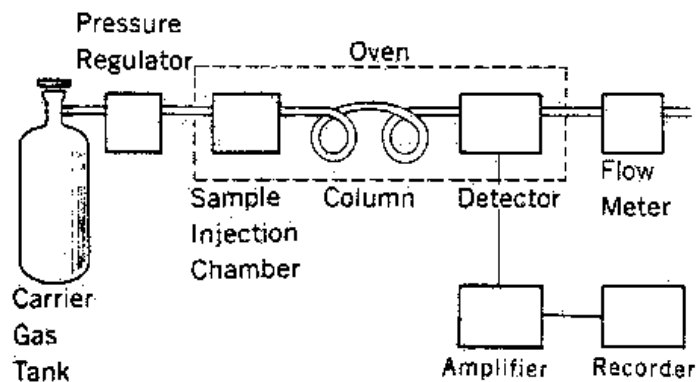 Pressure
Regulator
Oven
Sample
Injection
Chamber
Column
Detector
Flow
Meter
Carrier
Gas
Tank
Amplifier
Recorder